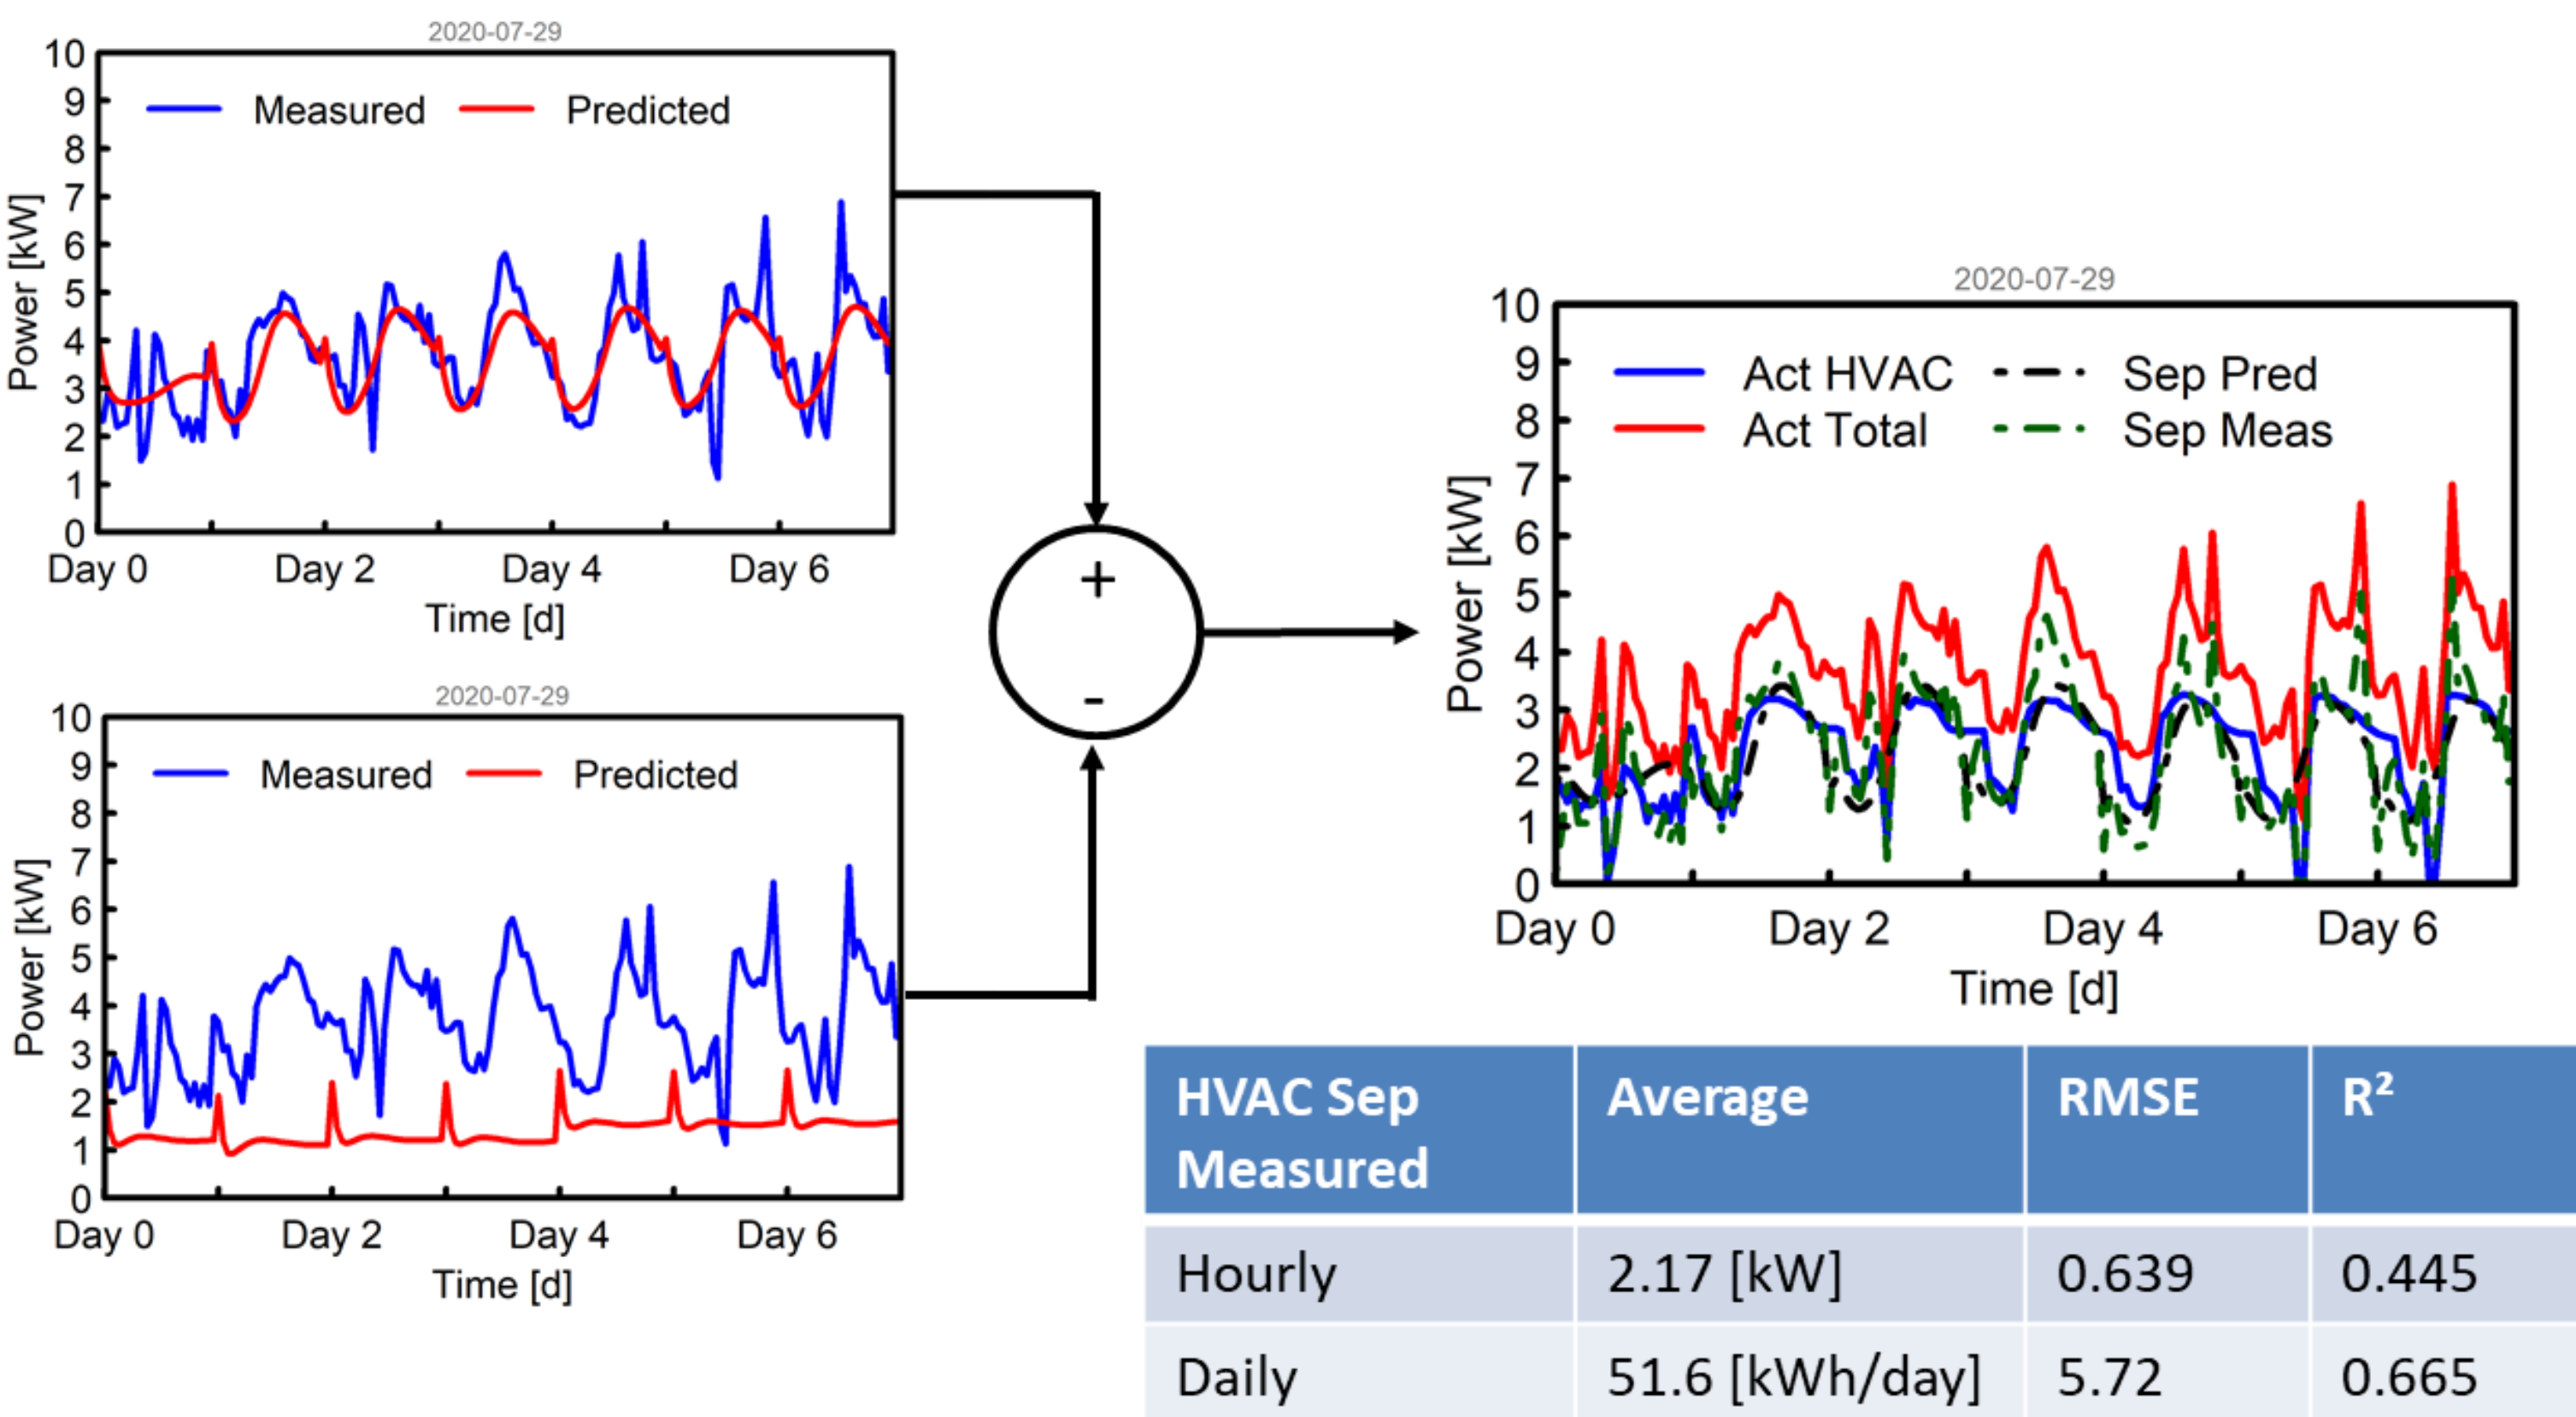 2020-07-29
10
9
Measured Predicted
8
7
6
5
4
3
2
1
0
Power [kW]
Day 0 Day 2 Day 4 Day 6
Time [d]
2020-07-29
10
9
Measured Predicted
8
7
6
5
4
3
2
1
0
Power [kW]
Day 0 Day 2 Day 4 Day 6
Time [d]
+
-
2020-07-29
10
9
Act HVAC Sep Pred
8
Act Total Sep Meas
7
6
5
4
3
2
1
0
Power [kW]
Day 0 Day 2 Day 4 Day 6
Time [d]
HVAC Sep Average RMSE R²
Measured
Hourly 2.17 [kW] 0.639 0.445
Daily 51.6 [kWh/day] 5.72 0.665